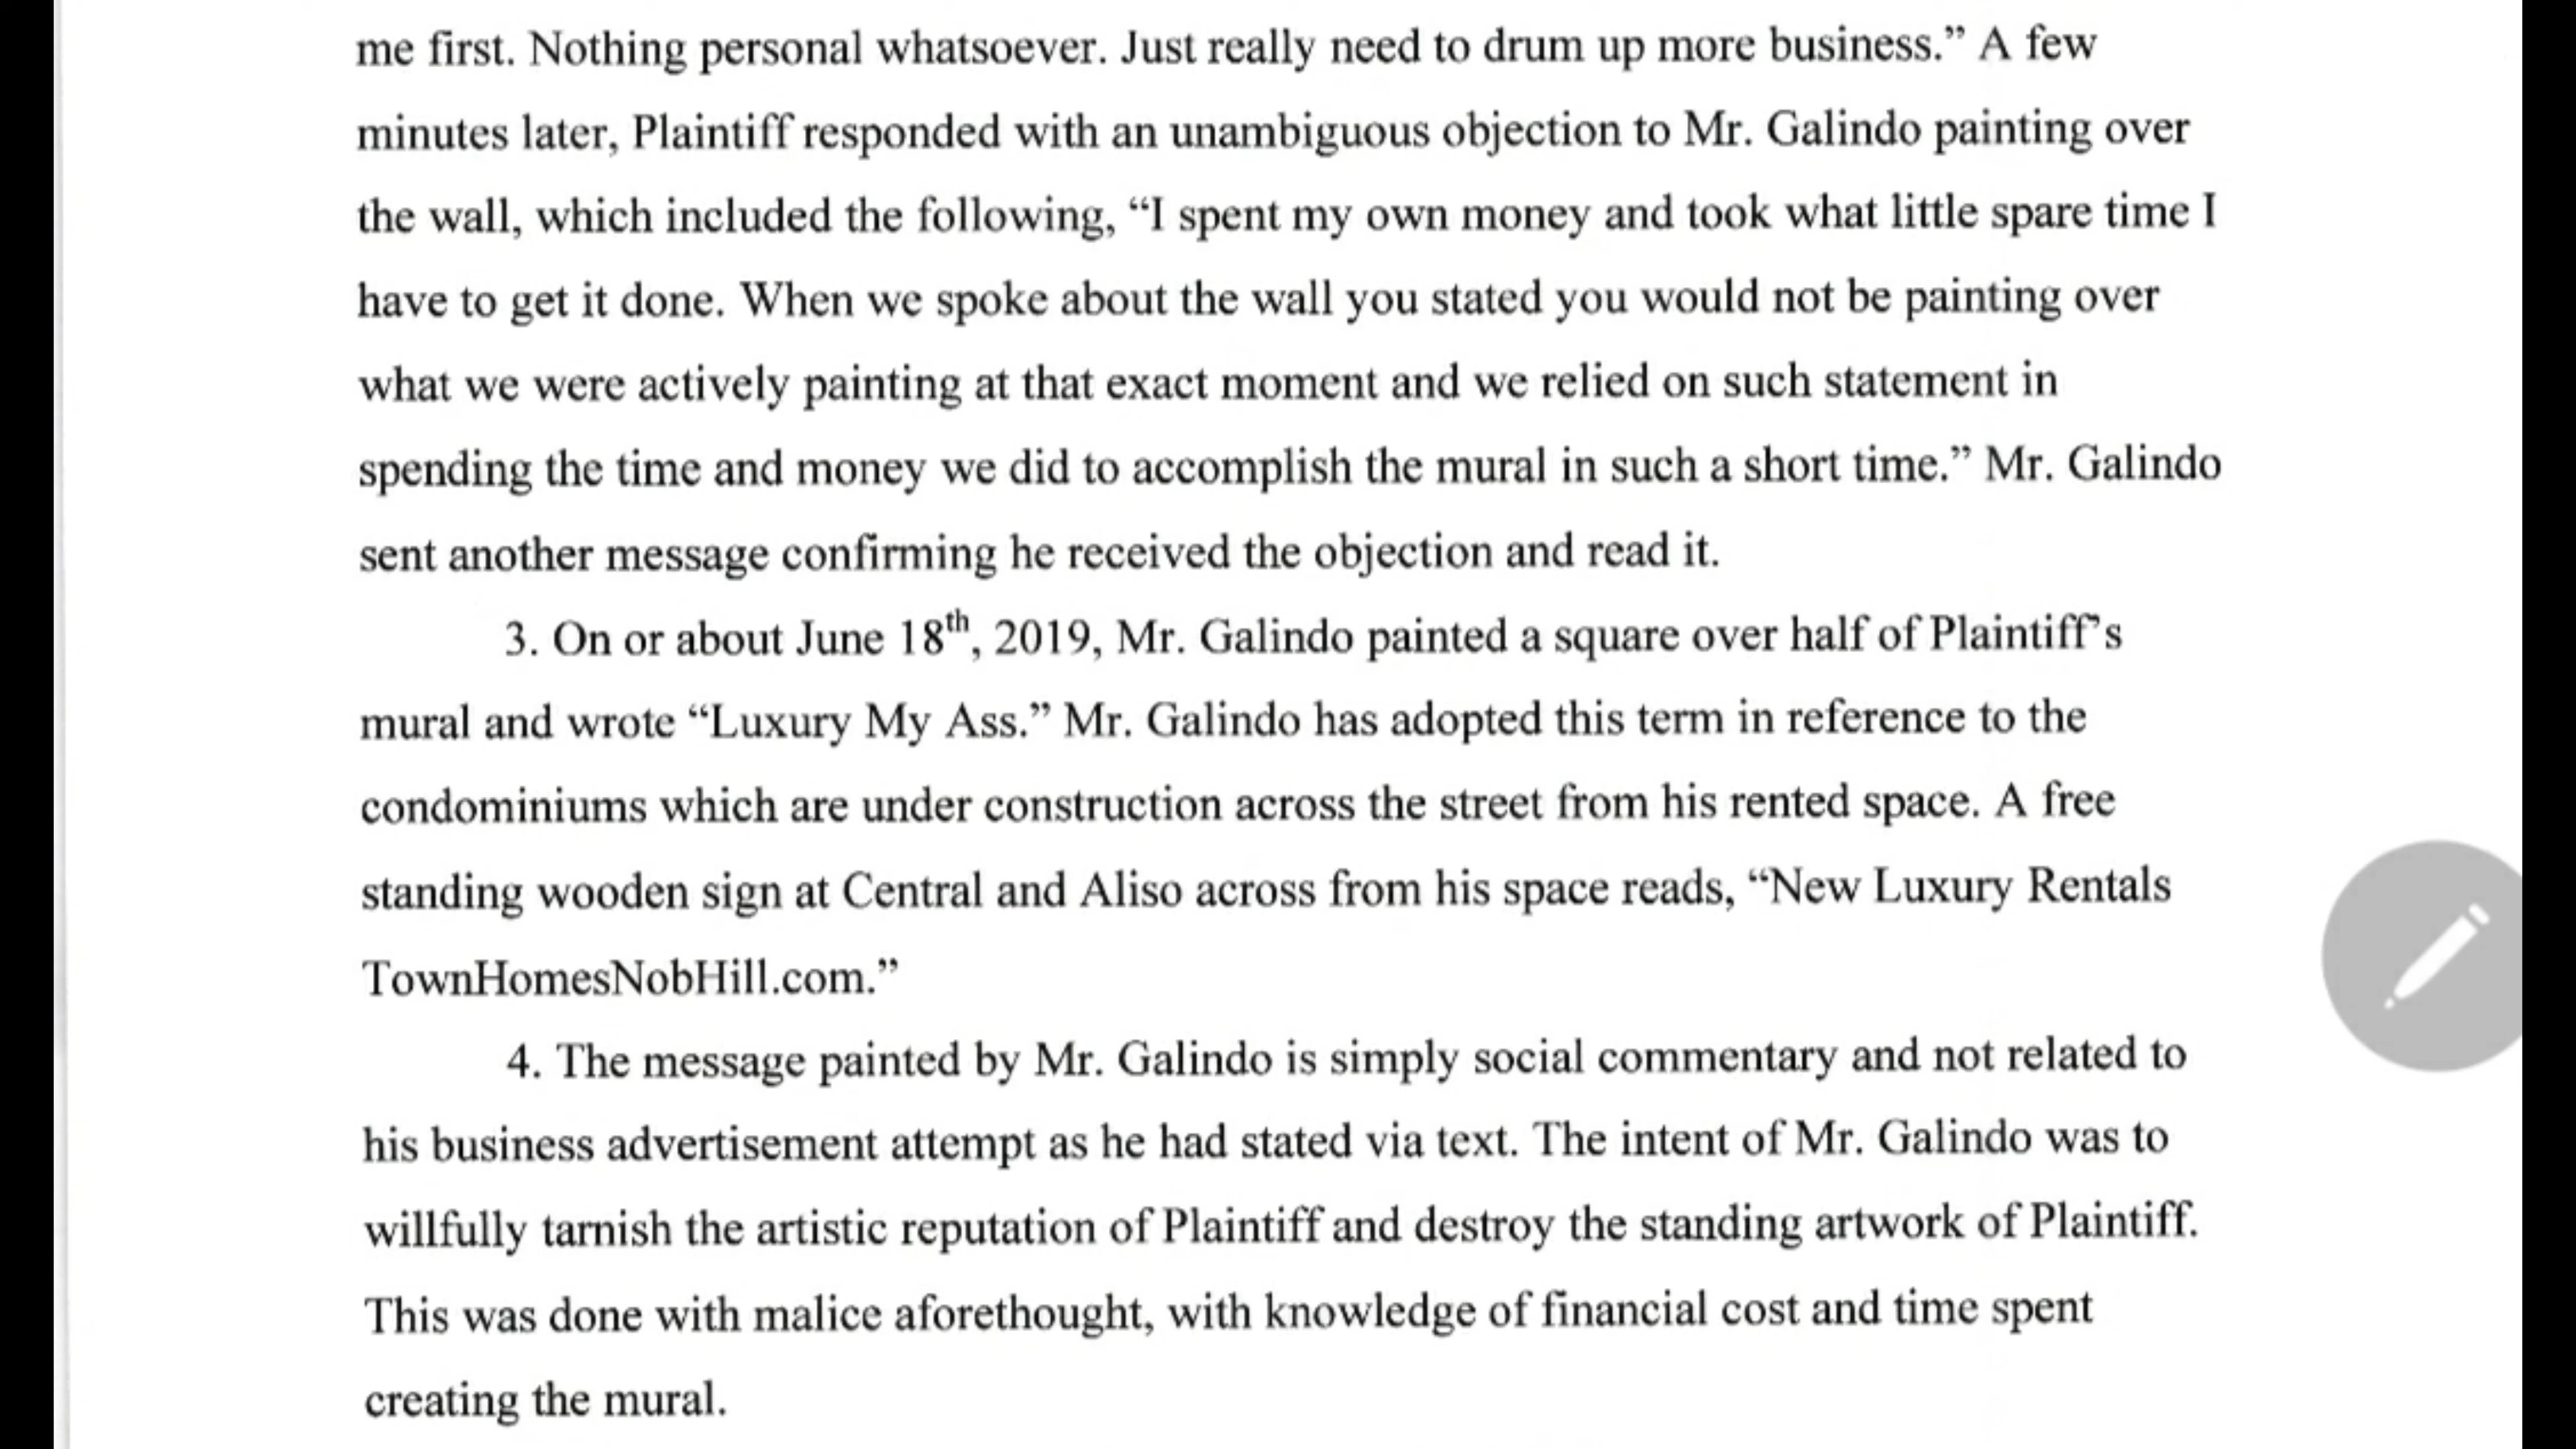 me first. Nothing personal whatsoever. Just really need to drum up more business.” A few
minutes later, Plaintiff responded with an unambiguous objection to Mr. Galindo painting over
the wall, which included the following, “I spent my own money and took what little spare time I
have to get it done. When we spoke about the wall you stated you would not be painting over
what we were actively painting at that exact moment and we relied on such statement in
spending the time and money we did to accomplish the mural in such a short time.” Mr. Galindo
sent another message confirming he received the objection and read it.
3. On or about June 18th, 2019, Mr. Galindo painted a square over half of Plaintiff’s
mural and wrote “Luxury My Ass.” Mr. Galindo has adopted this term in reference to the
condominiums which are under construction across the street from his rented space. A free
standing wooden sign at Central and Aliso across from his space reads, “New Luxury Rentals
TownHomesNobHill.com.”
4. The message painted by Mr. Galindo is simply social commentary and not related to
his business advertisement attempt as he had stated via text. The intent of Mr. Galindo was to
willfully tarnish the artistic reputation of Plaintiff and destroy the standing artwork of Plaintiff.
This was done with malice aforethought, with knowledge of financial cost and time spent
creating the mural.